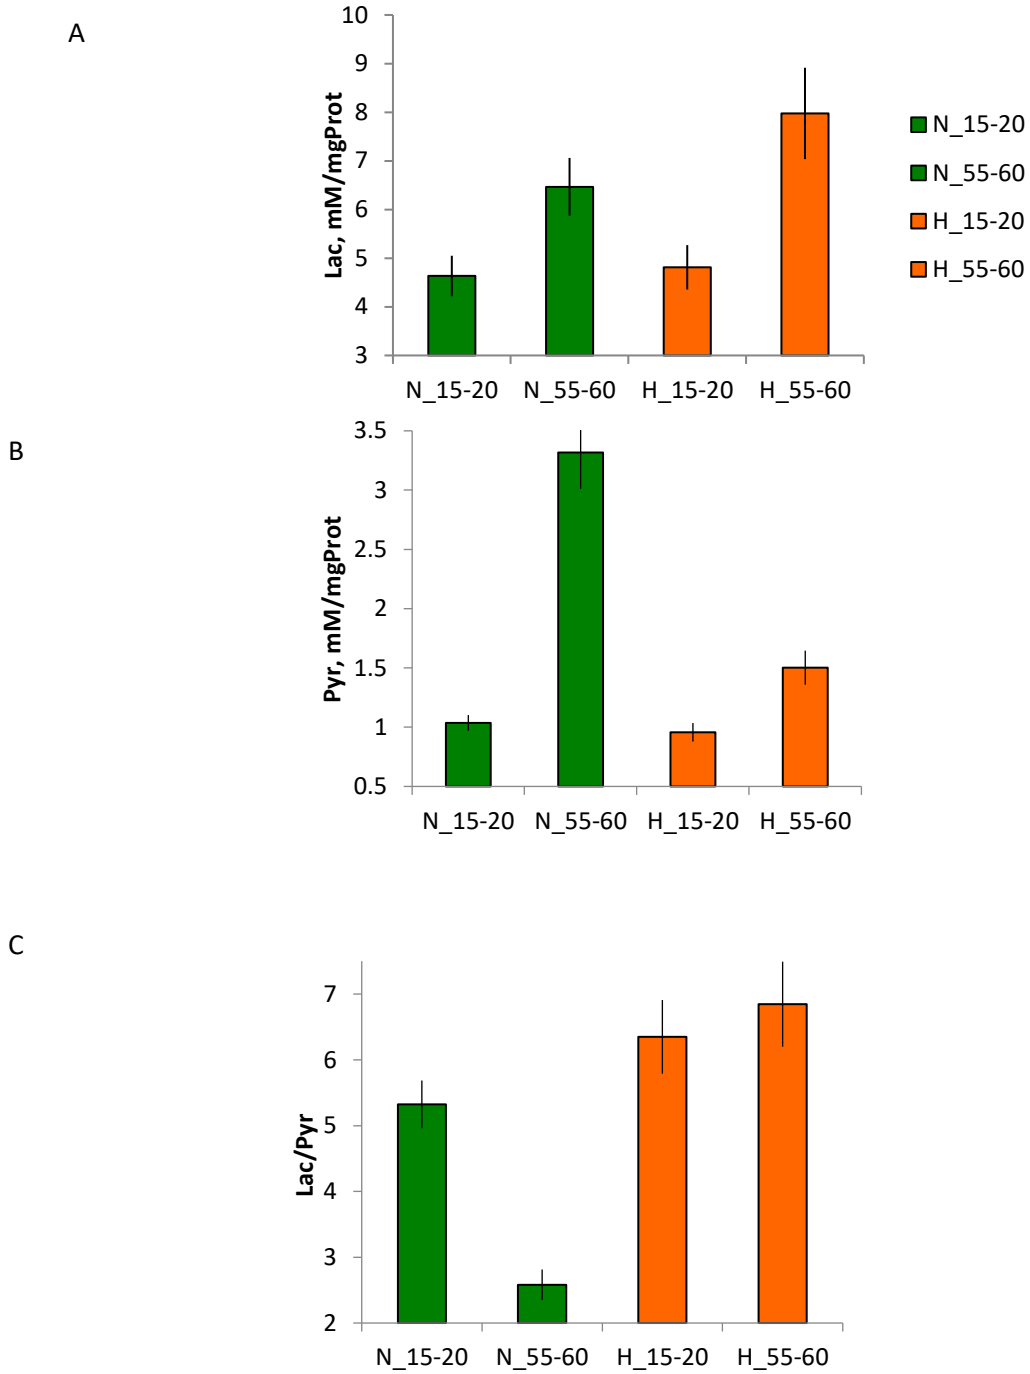 A
Lac, mM/mgProt
10
9
8
7
6
5
4
3
N_15-20 N_55-60 H_15-20 H_55-60
N_15-20
N_55-60
H_15-20
H_55-60
B
Pyr, mM/mgProt
3.5
3
2.5
2
1.5
1
0.5
N_15-20 N_55-60 H_15-20 H_55-60
C
Lac/Pyr
7
6
5
4
3
2
N_15-20 N_55-60 H_15-20 H_55-60